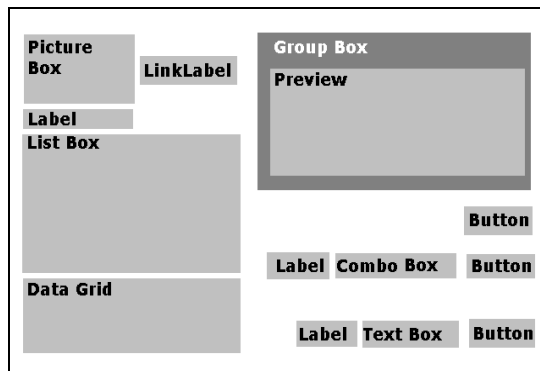 Picture
Box
LinkLabel
Label
List Box
Data Grid
Group Box
Preview
Button
Label Combo Box Button
Label Text Box Button